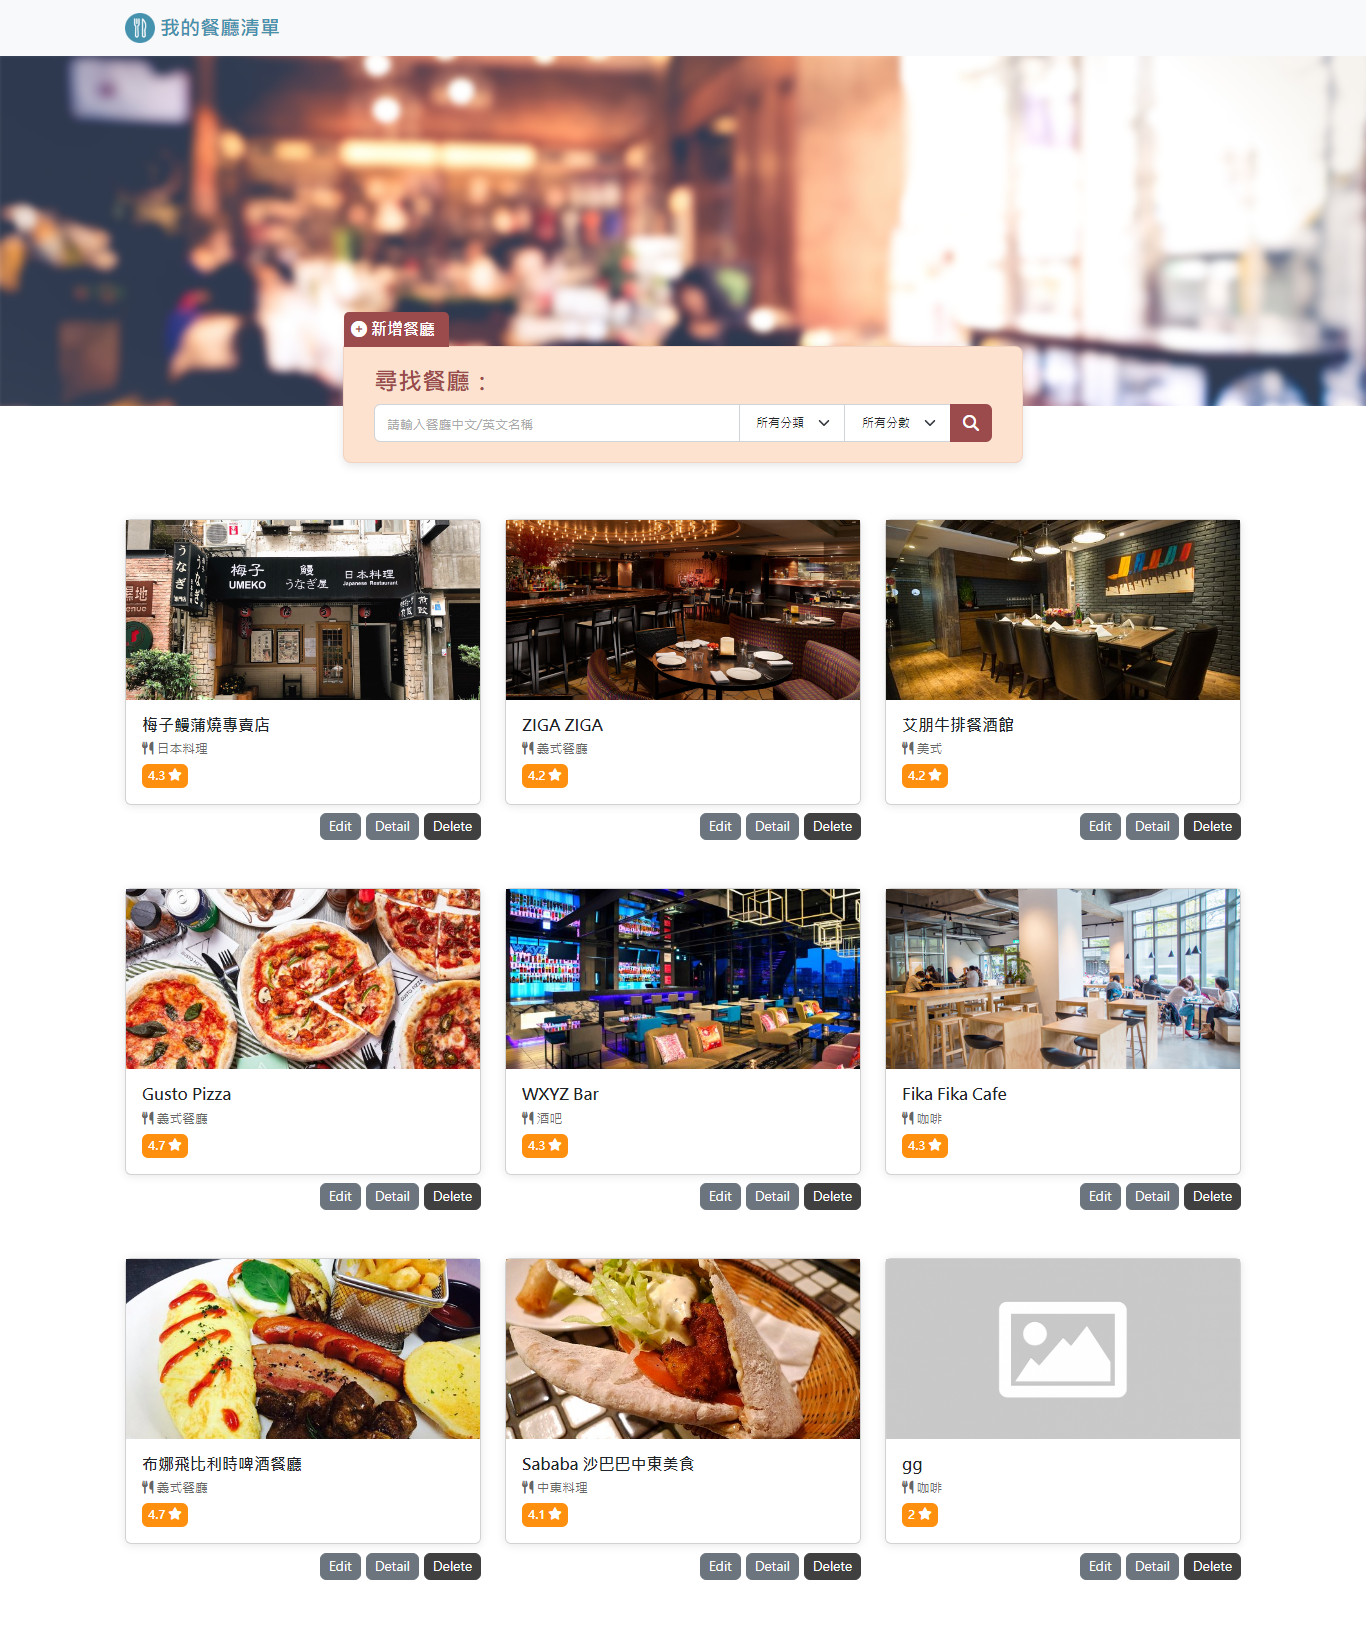 我的餐廳清單
新增餐廳
尋找餐廳：
請輸入餐廳中文/英文名稱
所有分類
所有分數
うなぎ
梅子
UMEKO
鰻
うなぎ屋
日本料理
Japanese Restaurant
梅子鰻蒲燒專賣店
日本料理
4.3
Edit Detail Delete
ZIGA ZIGA
義式餐廳
4.2
Edit Detail Delete
艾朋牛排餐酒館
美式
4.2
Edit Detail Delete
GUSTO PIZZA
Gusto Pizza
義式餐廳
4.7
Edit Detail Delete
WXYZ Bar
酒吧
4.3
Edit Detail Delete
Fika Fika Cafe
咖啡
4.3
Edit Detail Delete
布娜飛比利時啤酒餐廳
義式餐廳
4.7
Edit Detail Delete
Sababa 沙巴巴中東美食
中東料理
4.1
Edit Detail Delete
gg
咖啡
2
Edit Detail Delete